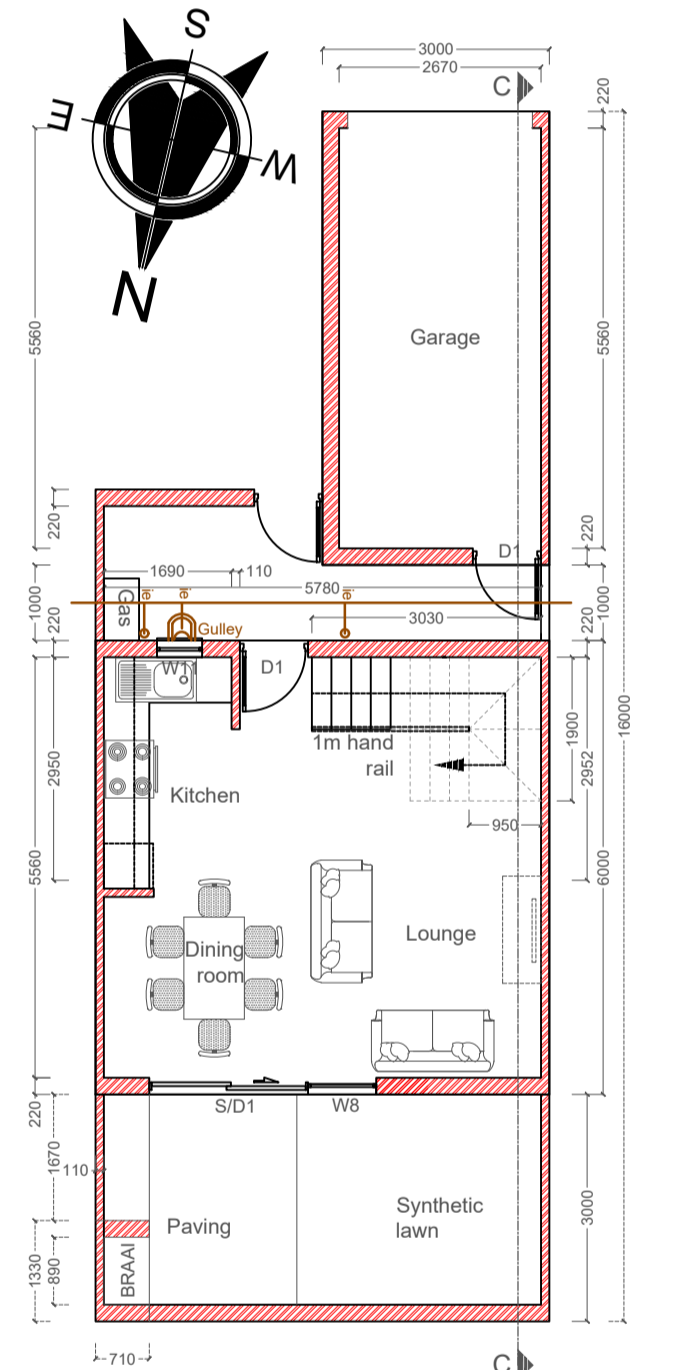 S
E
W
N
3000
2670
C
220
5560
Garage
5560
220
220
D1
1690
110
5780
1000
Gas
ie
ie
ie
3030
1000
Gulley
220
220
W1
D1
1m hand
rail
1900
2952
16000
2950
Kitchen
950
5560
6000
Dining
room
Lounge
S/D1
W8
220
1670
110
Paving
Synthetic
lawn
3000
1330
890
BRAAI
710
C